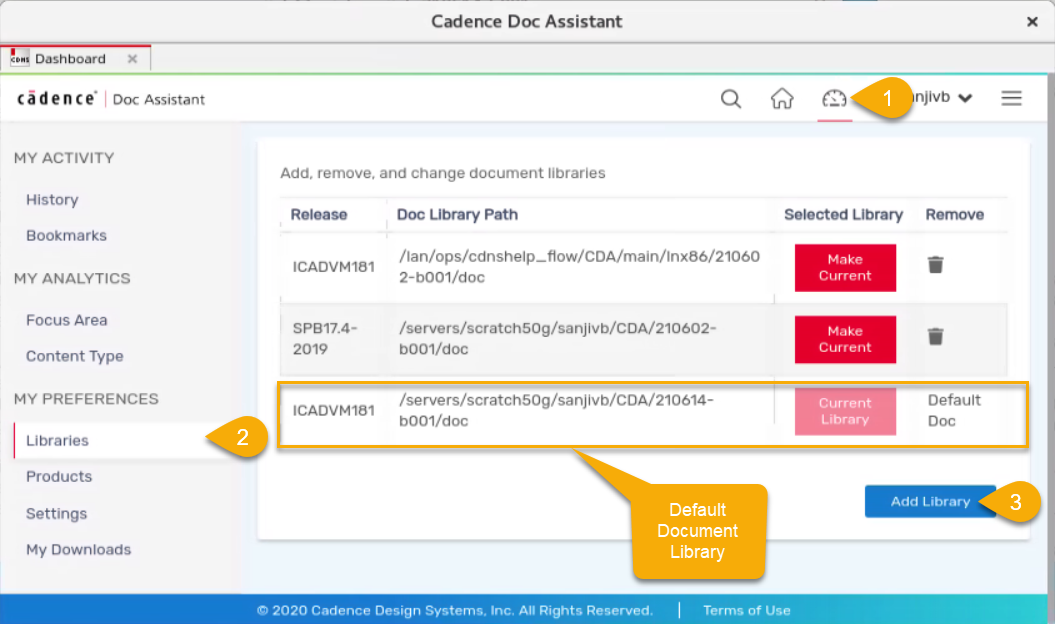 Cadence Doc Assistant
CDNS Dashboard
cādence | Doc Assistant
1
njivb
MY ACTIVITY
History
Bookmarks
MY ANALYTICS
Focus Area
Content Type
MY PREFERENCES
Libraries
2
Products
Settings
My Downloads
Add, remove, and change document libraries
Release Doc Library Path Selected Library Remove
ICADVM181
/lan/ops/cdnshelp_flow/CDA/main/lnx86/21060
2-b001/doc
Make
Current
SPB17.4-
2019
/servers/scratch50g/sanjivb/CDA/210602-
b001/doc
Make
Current
ICADVM181
/servers/scratch50g/sanjivb/CDA/210614-
b001/doc
Current
Library
Default
Doc
Add Library
3
Default
Document
Library
© 2020 Cadence Design Systems, Inc. All Rights Reserved. | Terms of Use